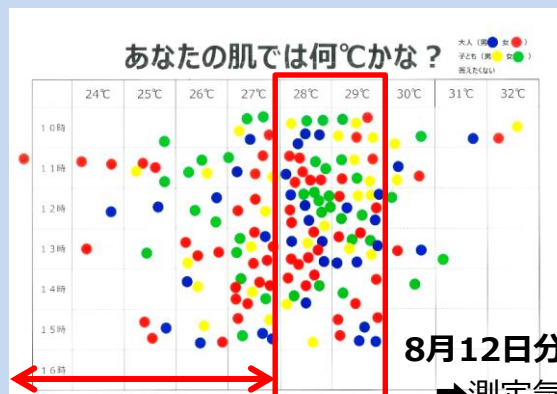 あなたの肌では何℃かな？
大人（男 女 ）
子ども（男 女 ）
答えたくない
24℃ 25℃ 26℃ 27℃ 28℃ 29℃ 30℃ 31℃ 32℃
10時
11時
12時
13時
14時
15時
16時
8月12日分
➡測定気